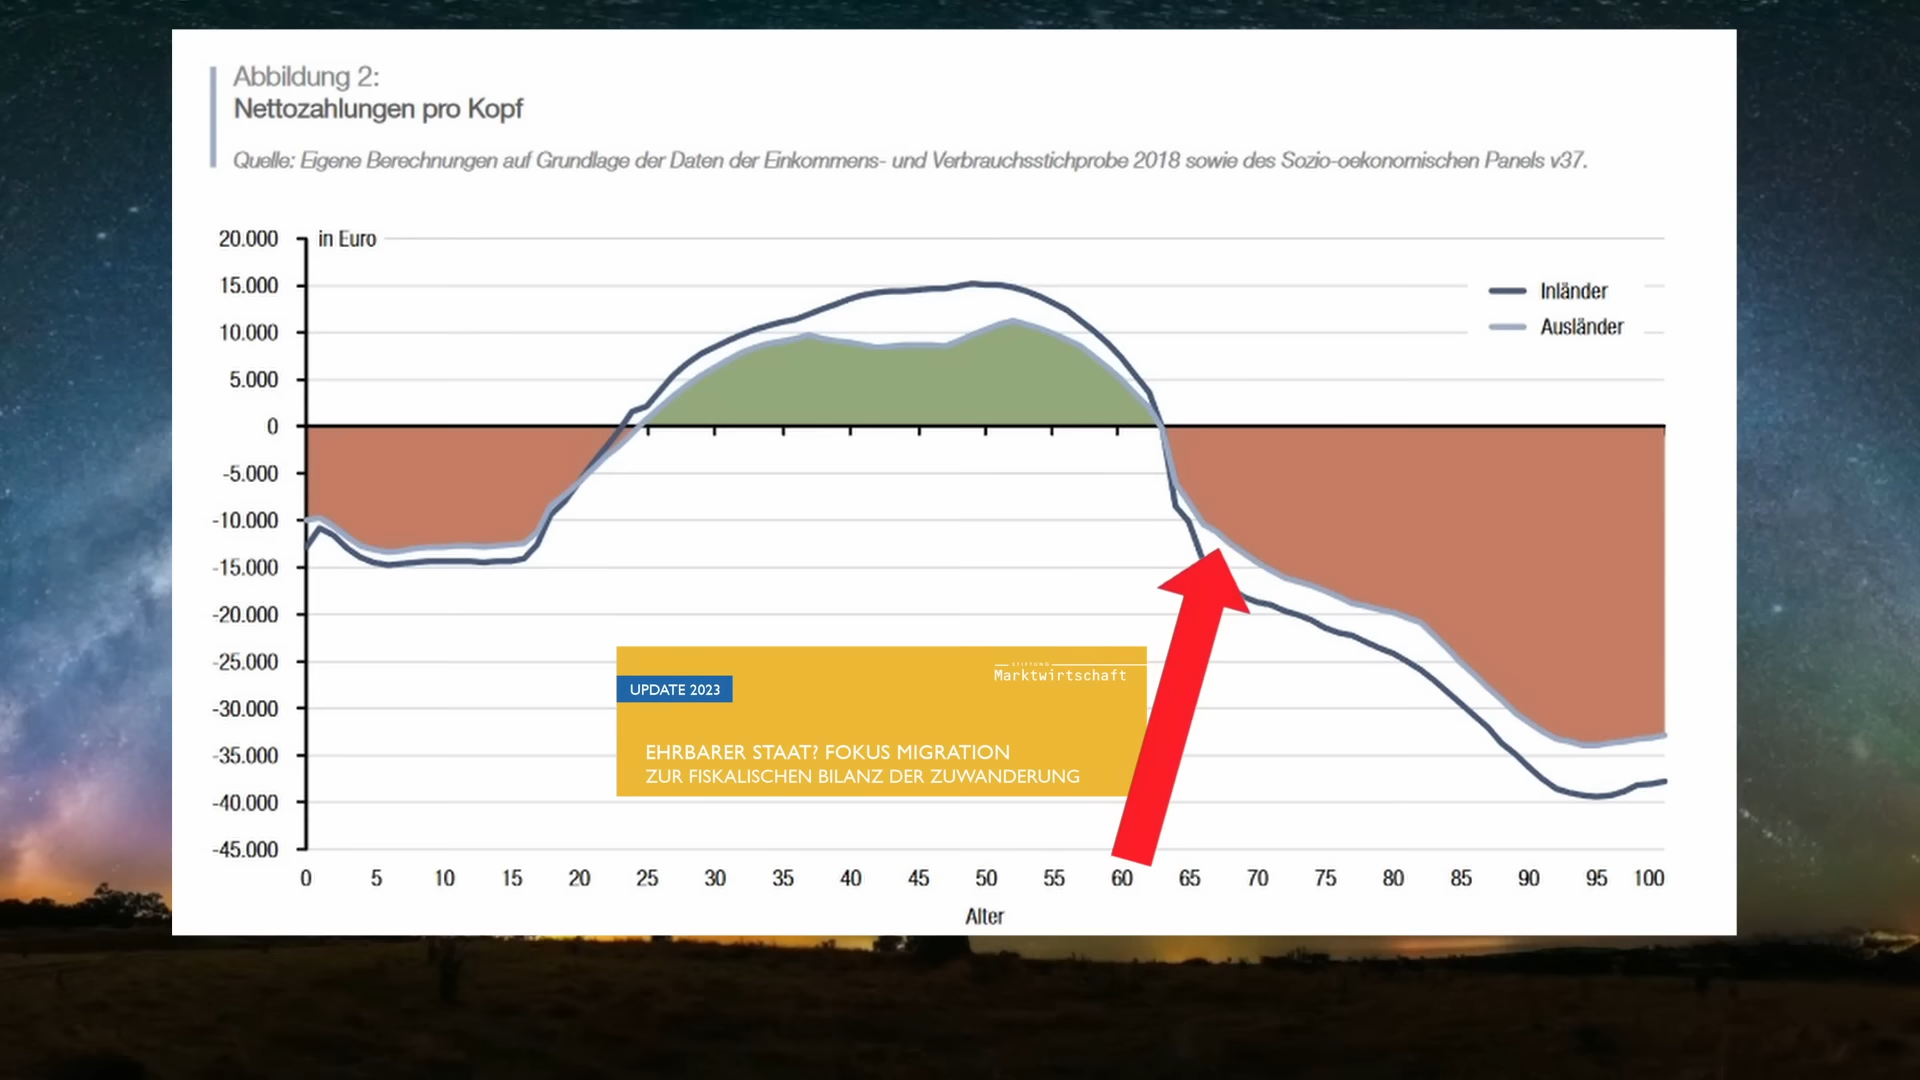 Abbildung 2:
Nettozahlungen pro Kopf
Quelle: Eigene Berechnungen auf Grundlage der Daten der Einkommens- und Verbrauchsstichprobe 2018 sowie des Sozio-oekonomischen Panels v37.
20.000
in Euro
15.000
10.000
5.000
0
-5.000
-10.000
-15.000
-20.000
-25.000
-30.000
-35.000
-40.000
-45.000
Inländer
Ausländer
STIFTUNG
Marktwirtschaft
UPDATE 2023
EHRBARER STAAT? FOKUS MIGRATION
ZUR FISKALISCHEN BILANZ DER ZUWANDERUNG
0 5 10 15 20 25 30 35 40 45 50 55 60 65 70 75 80 85 90 95 100
Alter